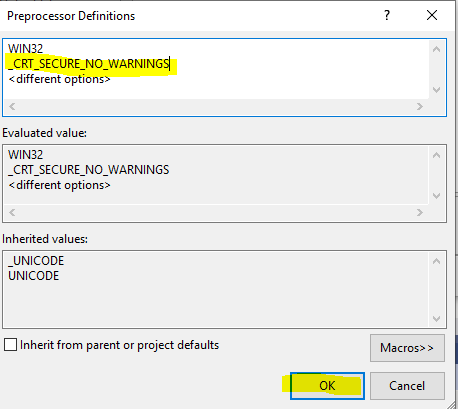 Preprocessor Definitions
? ×
WIN32
_CRT_SECURE_NO_WARNINGS
<different options>
Evaluated value:
WIN32
_CRT_SECURE_NO_WARNINGS
<different options>
Inherited values:
_UNICODE
UNICODE
Inherit from parent or project defaults
Macros>>
OK
Cancel